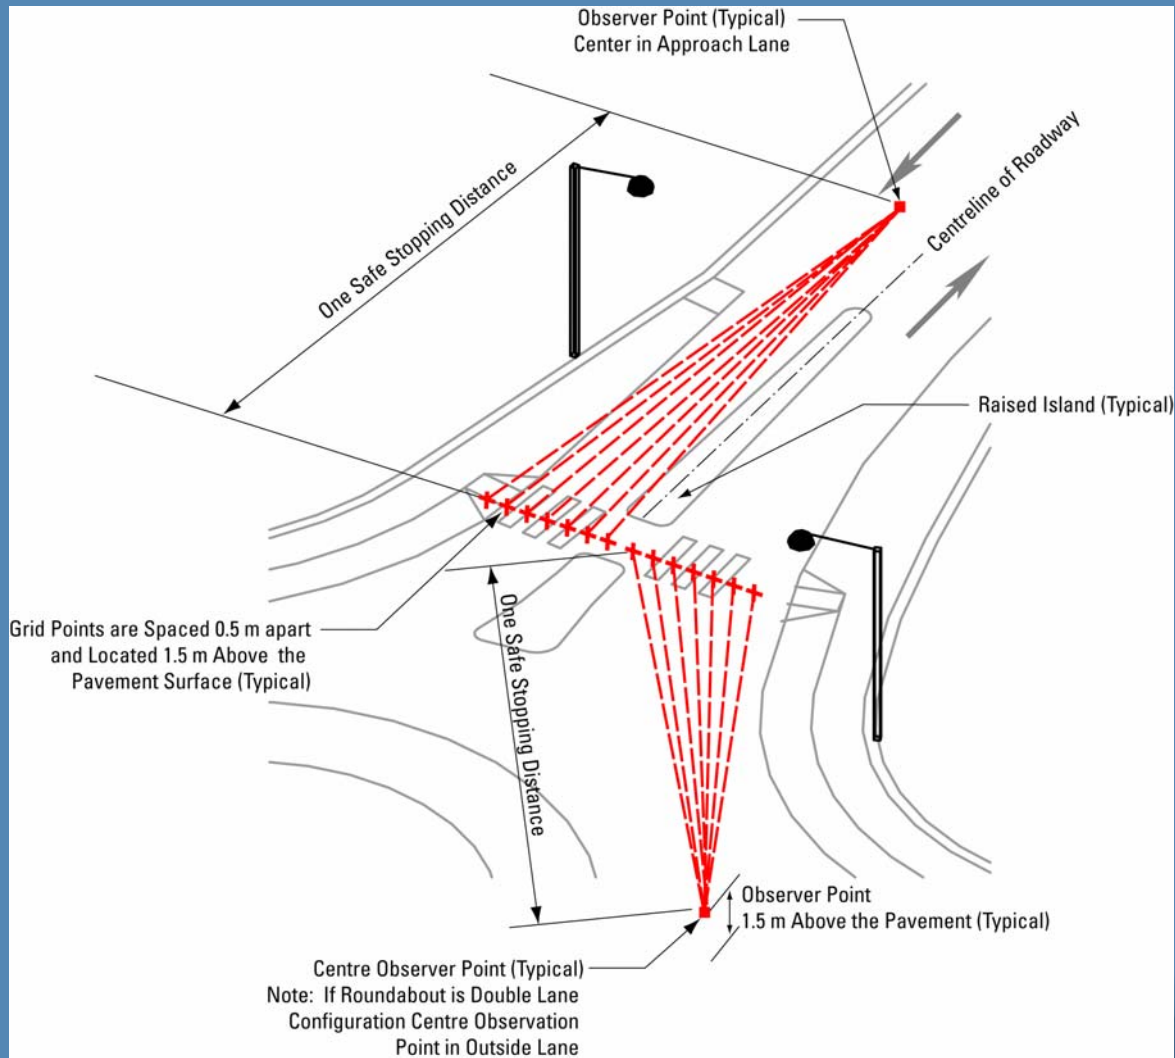 Observer Point (Typical)
Center in Approach Lane
One Safe Stopping Distance
Centreline of Roadway
Raised Island (Typical)
Grid Points are Spaced 0.5 m apart
and Located 1.5 m Above the
Pavement Surface (Typical)
One Safe Stopping Distance
Observer Point
1.5 m Above the Pavement (Typical)
Centre Observer Point (Typical)
Note: If Roundabout is Double Lane
Configuration Centre Observation
Point in Outside Lane